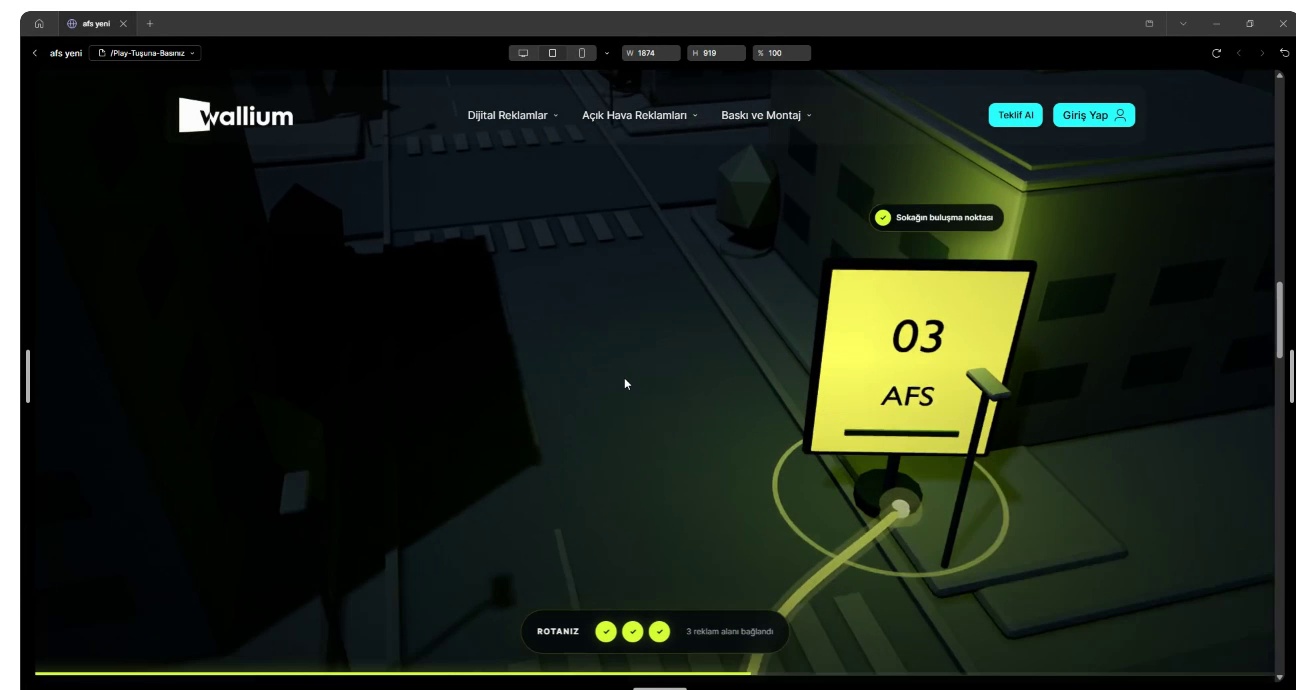 afs yeni
afs yeni /Play-Tuşuna-Basınız W 1874 H 919 % 100
wallium Dijital Reklamlar Açık Hava Reklamları Baskı ve Montaj Teklif Al Giriş Yap
Sokağın buluşma noktası
03
AFS
ROTANIZ 3 reklam alanı bağlandı